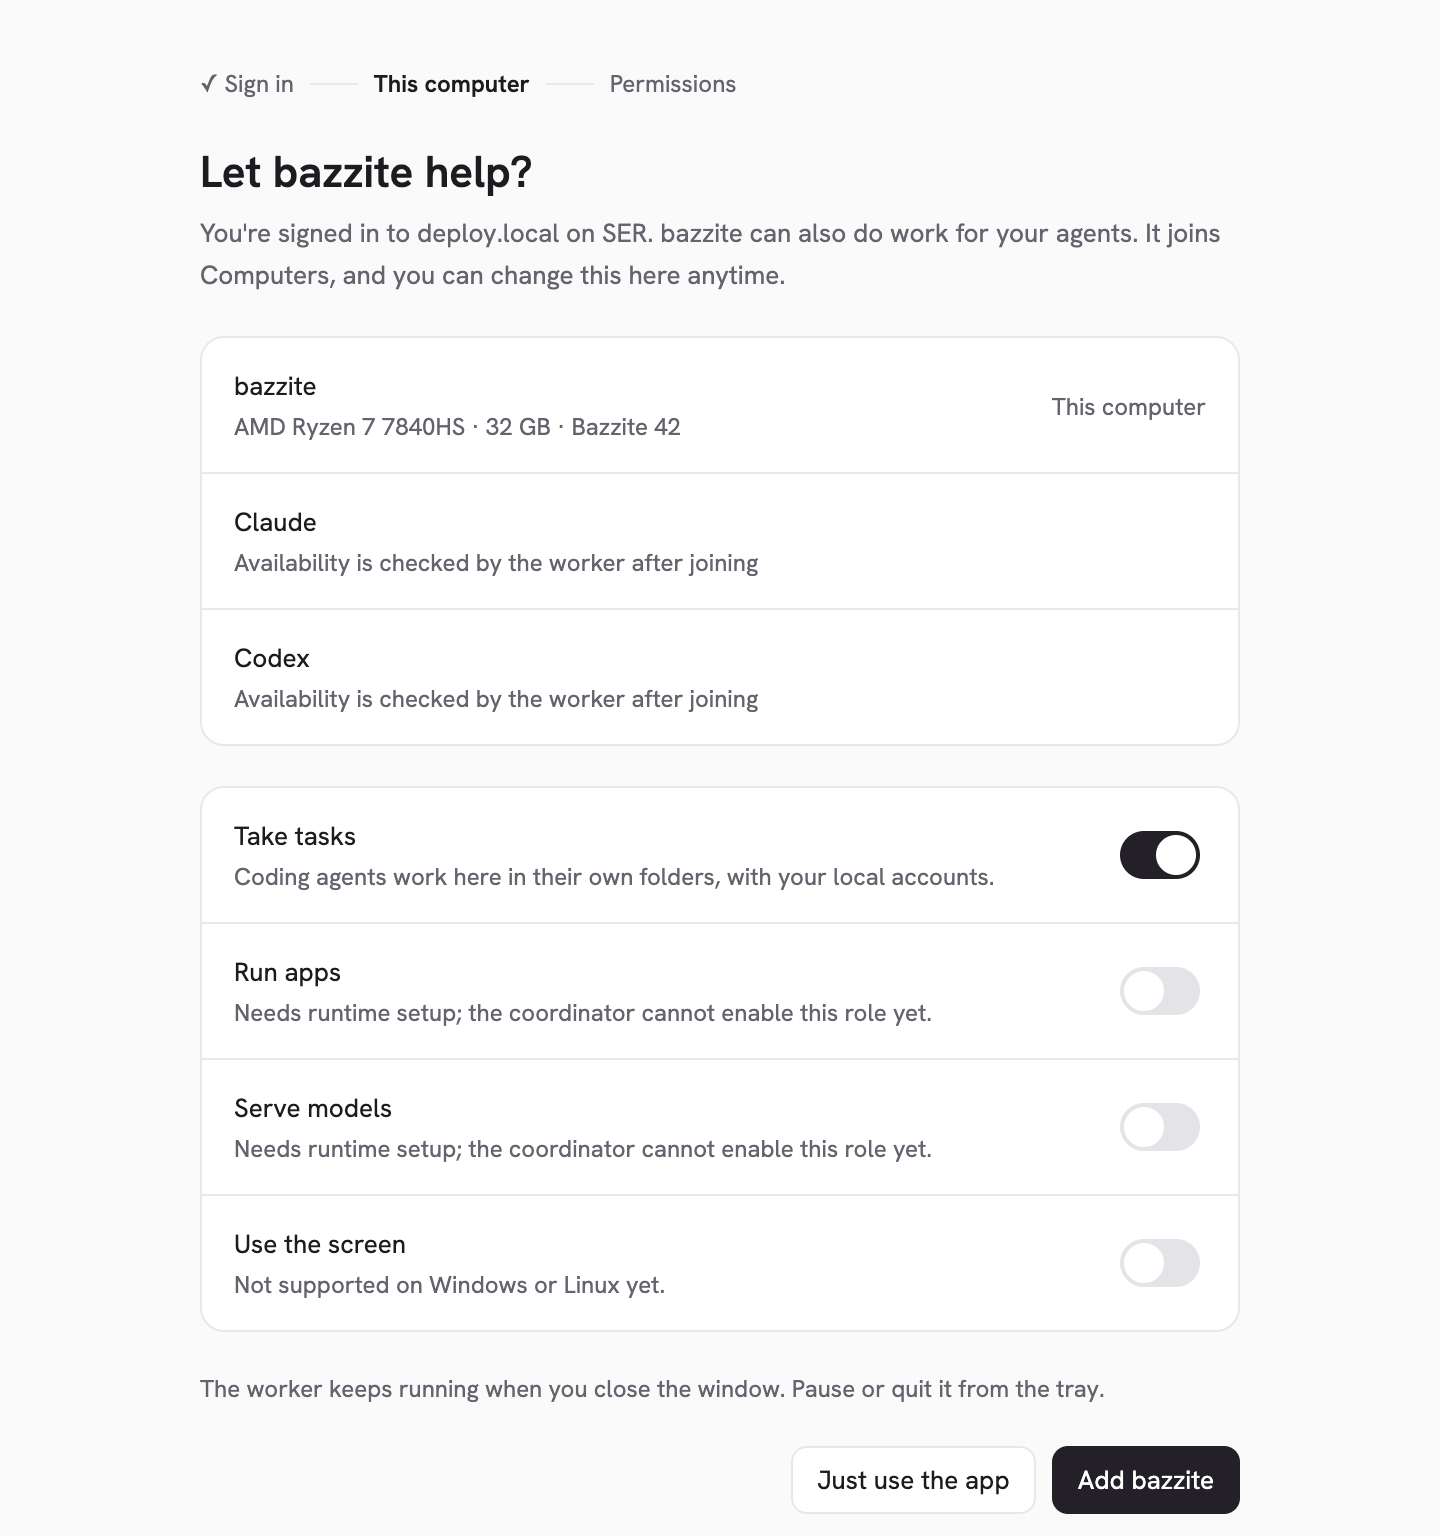 ✓ Sign in This computer Permissions
Let bazzite help?
You're signed in to deploy.local on SER. bazzite can also do work for your agents. It joins
Computers, and you can change this here anytime.
bazzite
AMD Ryzen 7 7840HS · 32 GB · Bazzite 42
This computer
Claude
Availability is checked by the worker after joining
Codex
Availability is checked by the worker after joining
Take tasks
Coding agents work here in their own folders, with your local accounts.
Run apps
Needs runtime setup; the coordinator cannot enable this role yet.
Serve models
Needs runtime setup; the coordinator cannot enable this role yet.
Use the screen
Not supported on Windows or Linux yet.
The worker keeps running when you close the window. Pause or quit it from the tray.
Just use the app Add bazzite